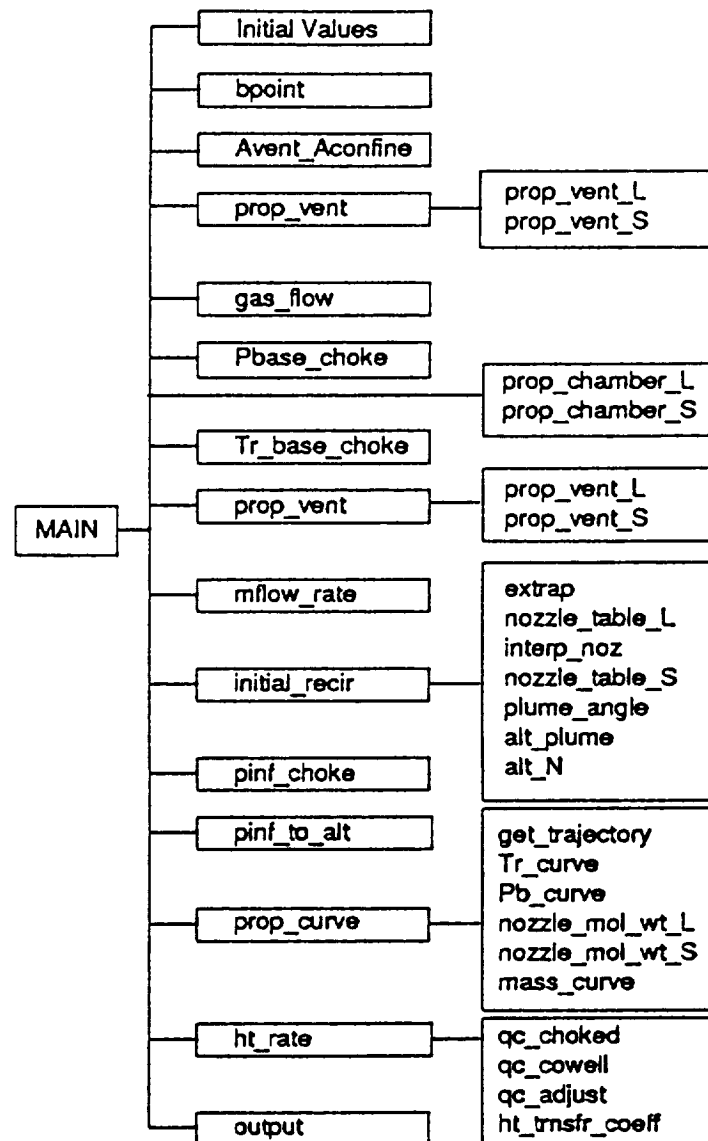 Initial Values
bpoint
Avent_Aconfine
prop_vent
prop_vent_L
prop_vent_S
gas_flow
Pbase_choke
prop_chamber_L
prop_chamber_S
Tr_base_choke
prop_vent
prop_vent_L
prop_vent_S
MAIN
mflow_rate
initial_recir
extrap
nozzle_table_L
interp_noz
nozzle_table_S
plume_angle
alt_plume
alt_N
pinf_choke
pinf_to_alt
prop_curve
get_trajectory
Tr_curve
Pb_curve
nozzle_mol_wt_L
nozzle_mol_wt_S
mass_curve
ht_rate
qc_choked
qc_cowell
qc_adjust
ht_trnsfr_coeff
output